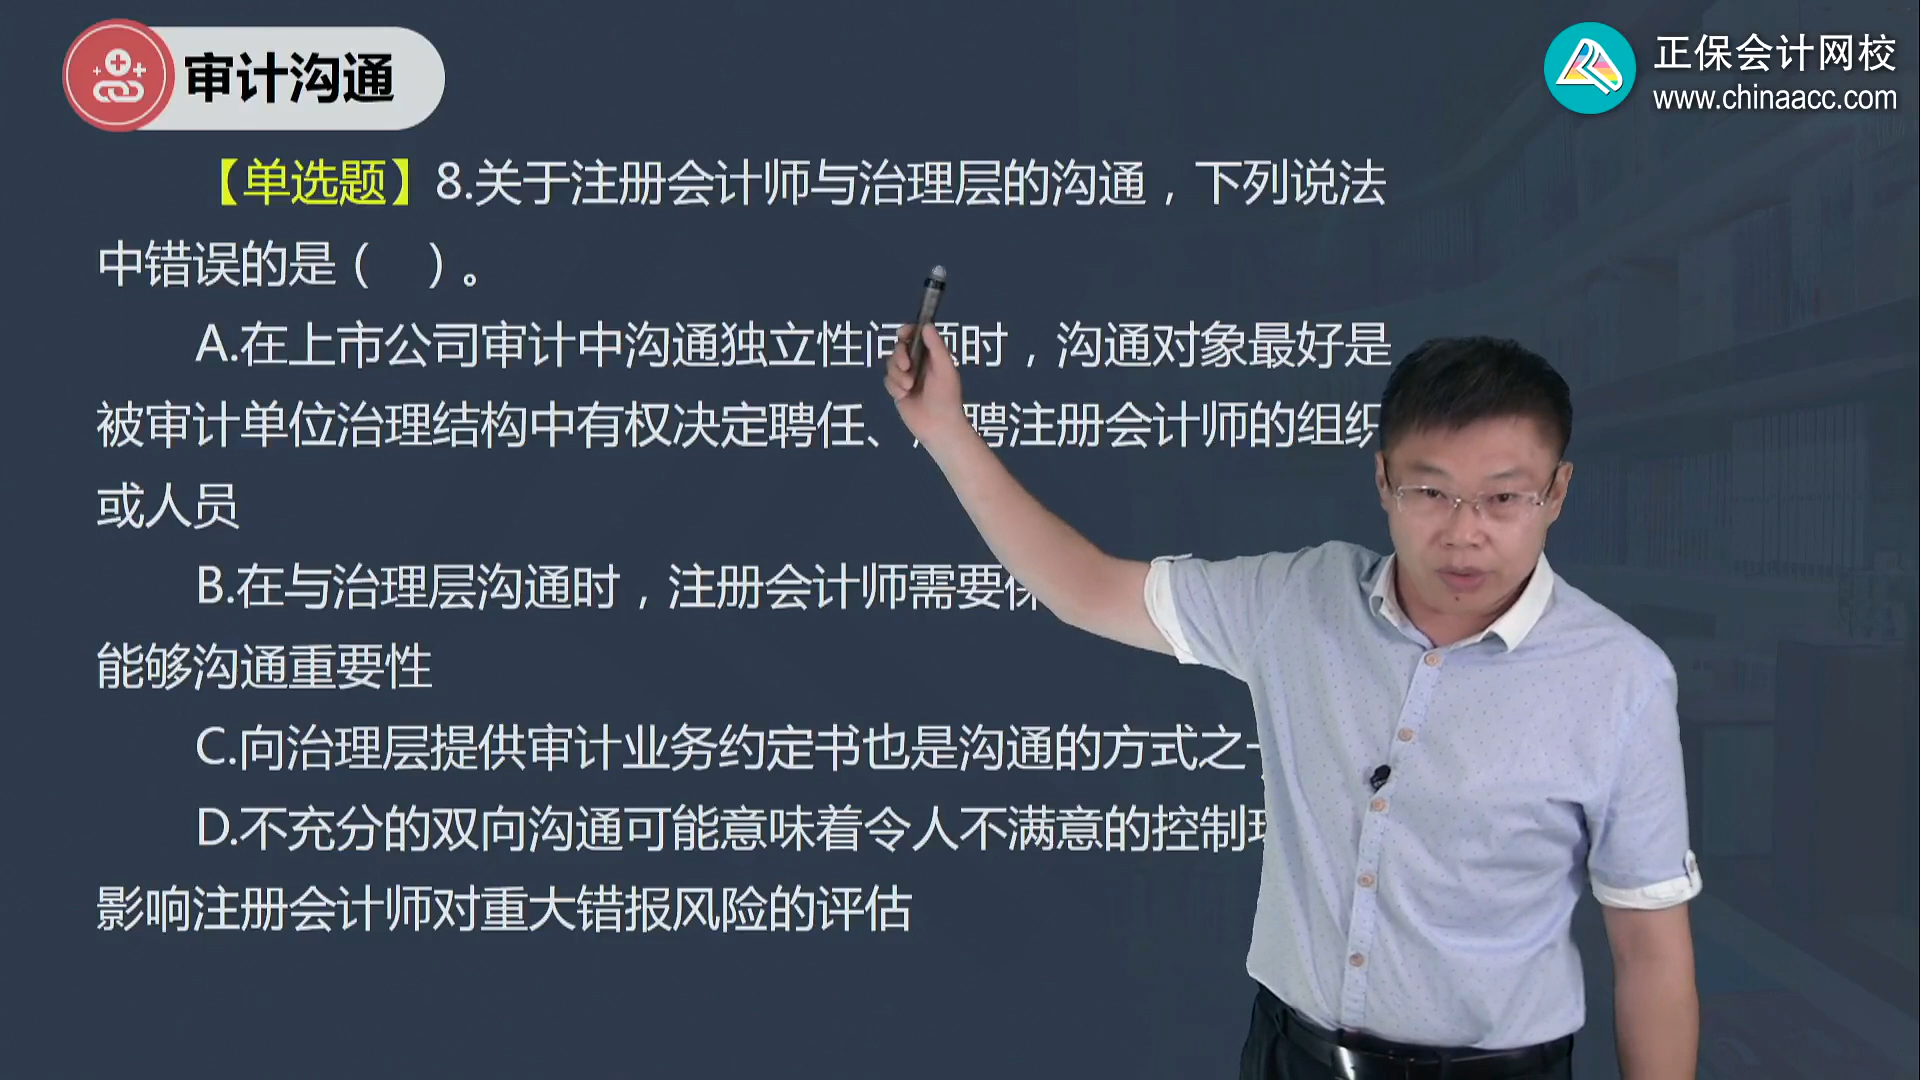 审计沟通
正保会计网校
www.chinaacc.com
【单选题】8.关于注册会计师与治理层的沟通，下列说法
中错误的是（　）。
A.在上市公司审计中沟通独立性问题时，沟通对象最好是
被审计单位治理结构中有权决定聘任、聘注册会计师的组织
或人员
B.在与治理层沟通时，注册会计师需要保
能够沟通重要性
C.向治理层提供审计业务约定书也是沟通的方式之一
D.不充分的双向沟通可能意味着令人不满意的控制环
影响注册会计师对重大错报风险的评估